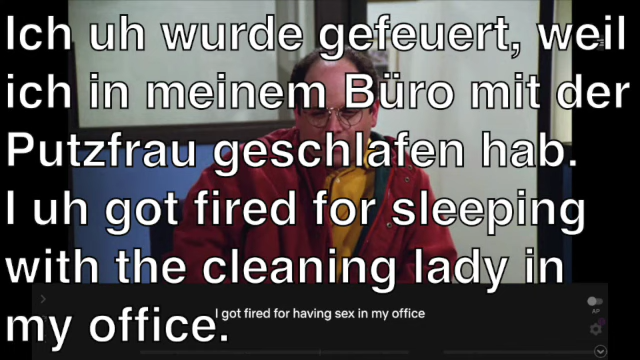 Ich uh wurde gefeuert, weil
ich in meinem Büro mit der
Putzfrau geschlafen hab.
I uh got fired for sleeping
with the cleaning lady in
my office.
I got fired for having sex in my office
AP